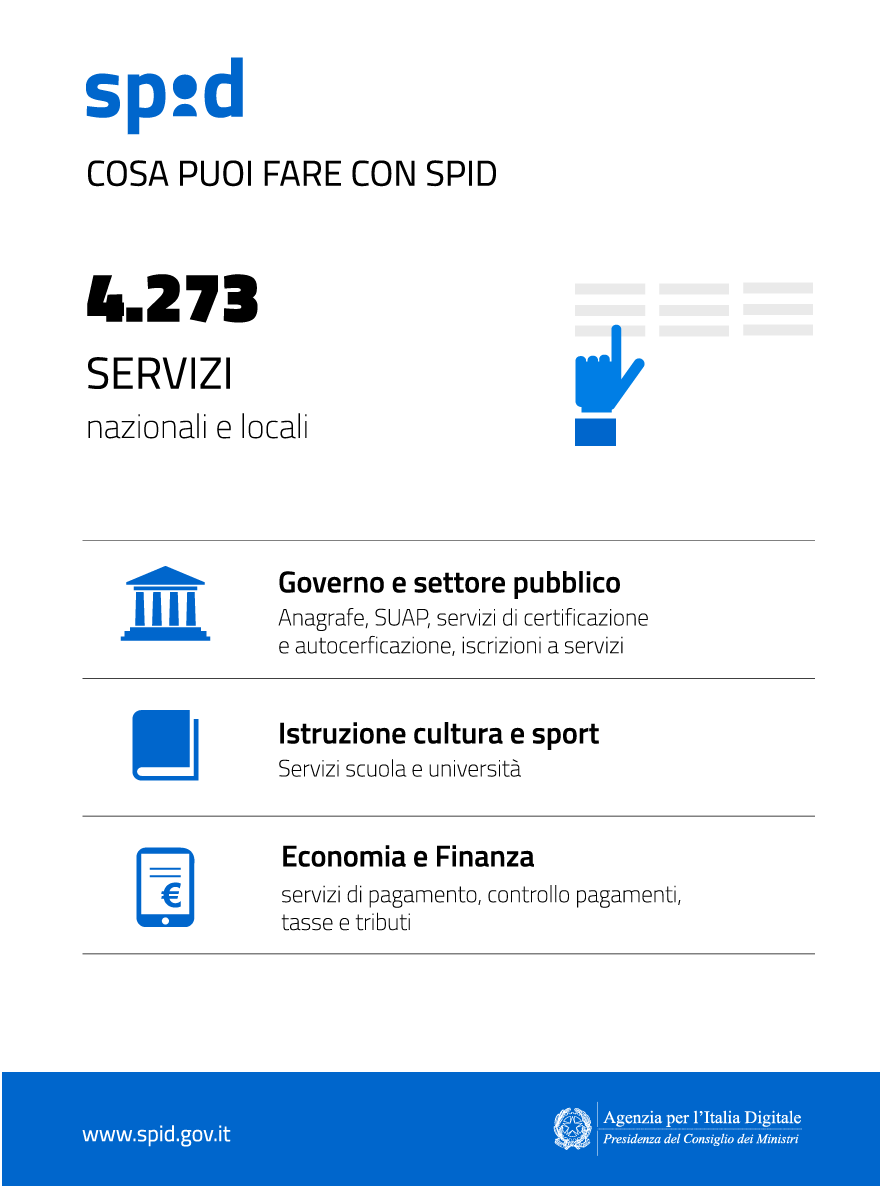 spid
COSA PUOI FARE CON SPID
4.273
SERVIZI
nazionali e locali
Governo e settore pubblico
Anagrafe, SUAP, servizi di certificazione
e autocerficazione, iscrizioni a servizi
Istruzione cultura e sport
Servizi scuola e università
€
Economia e Finanza
servizi di pagamento, controllo pagamenti,
tasse e tributi
www.spid.gov.it
Agenzia per l'Italia Digitale
Presidenza del Consiglio dei Ministri